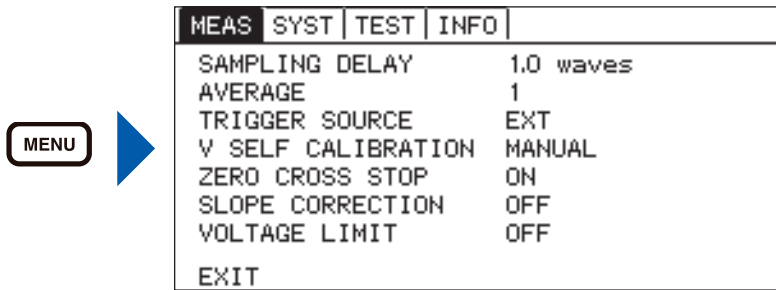 MENU
MEAS SYST TEST INFO
SAMPLING DELAY 1.0 waves
AVERAGE 1
TRIGGER SOURCE EXT
V SELF CALIBRATION MANUAL
ZERO CROSS STOP ON
SLOPE CORRECTION OFF
VOLTAGE LIMIT OFF
EXIT